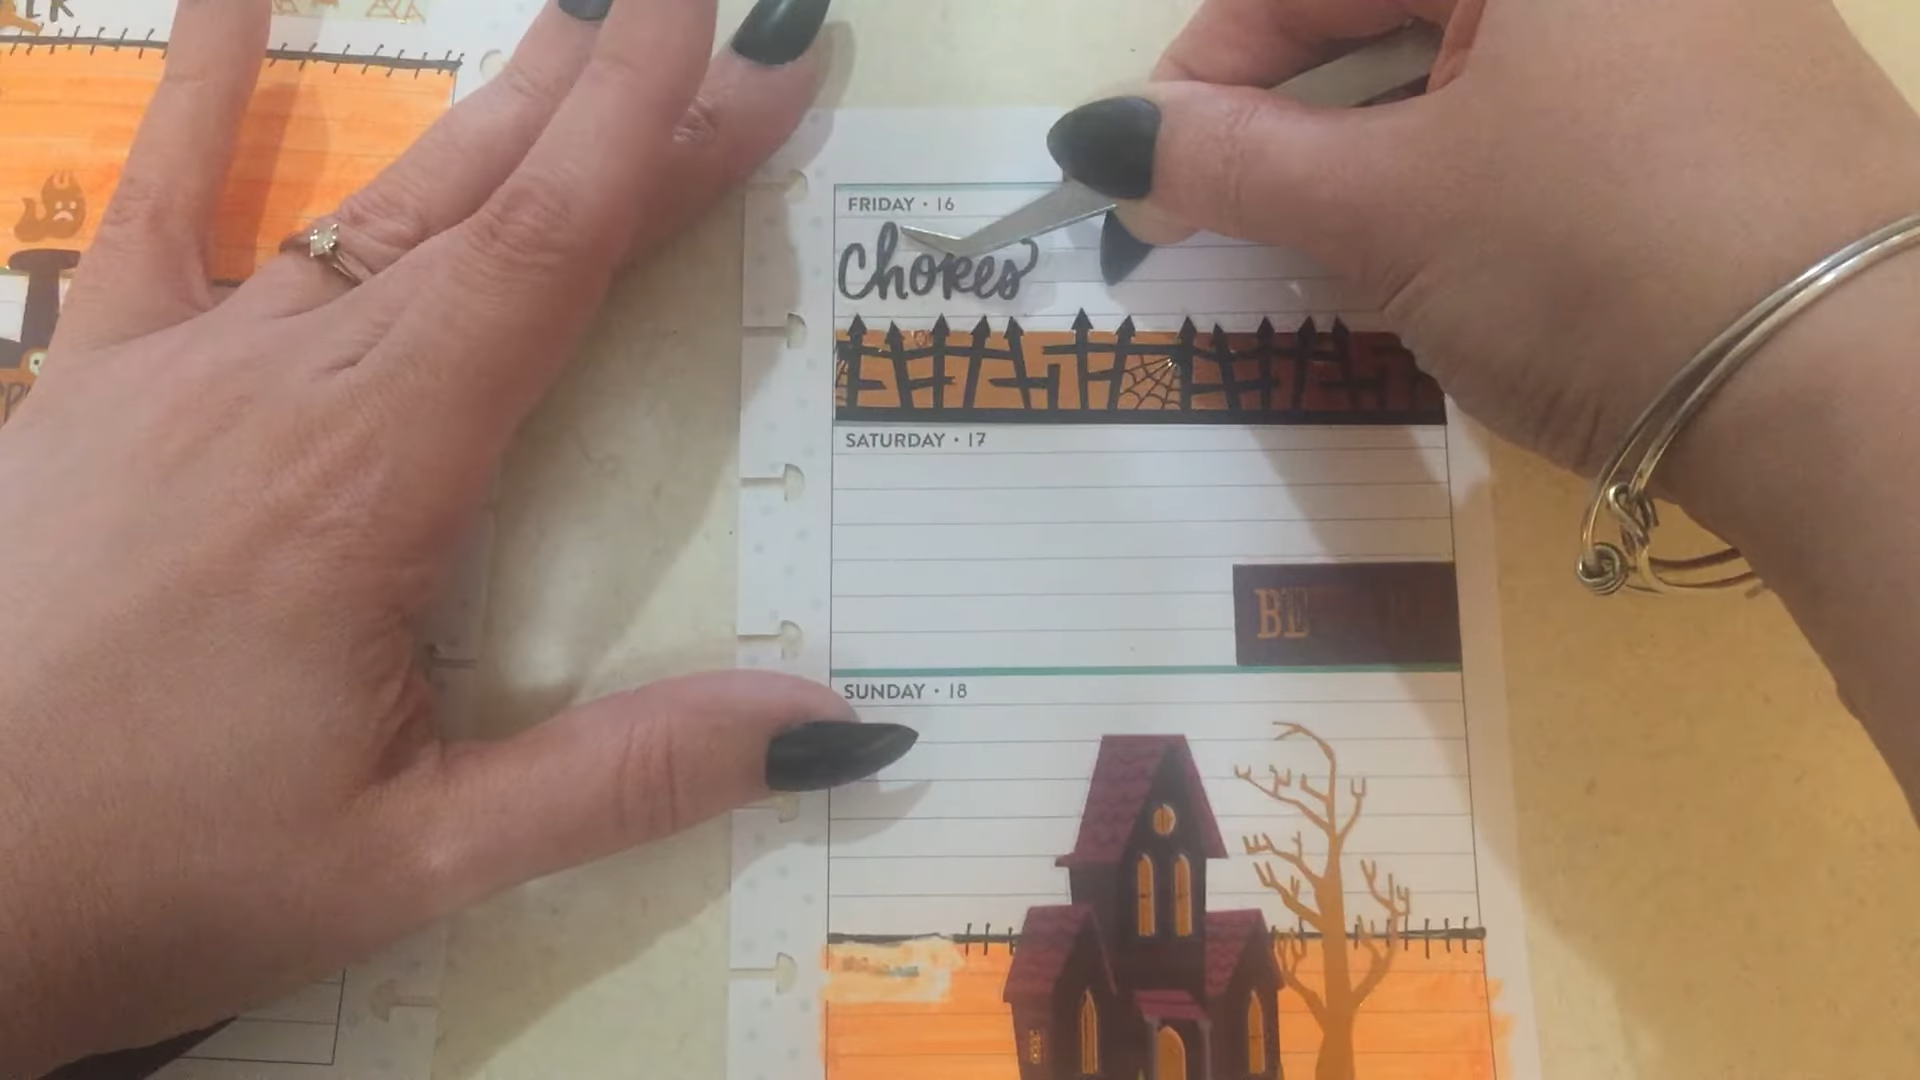 FRIDAY • 16
Chores
SATURDAY • 17
SUNDAY • 18